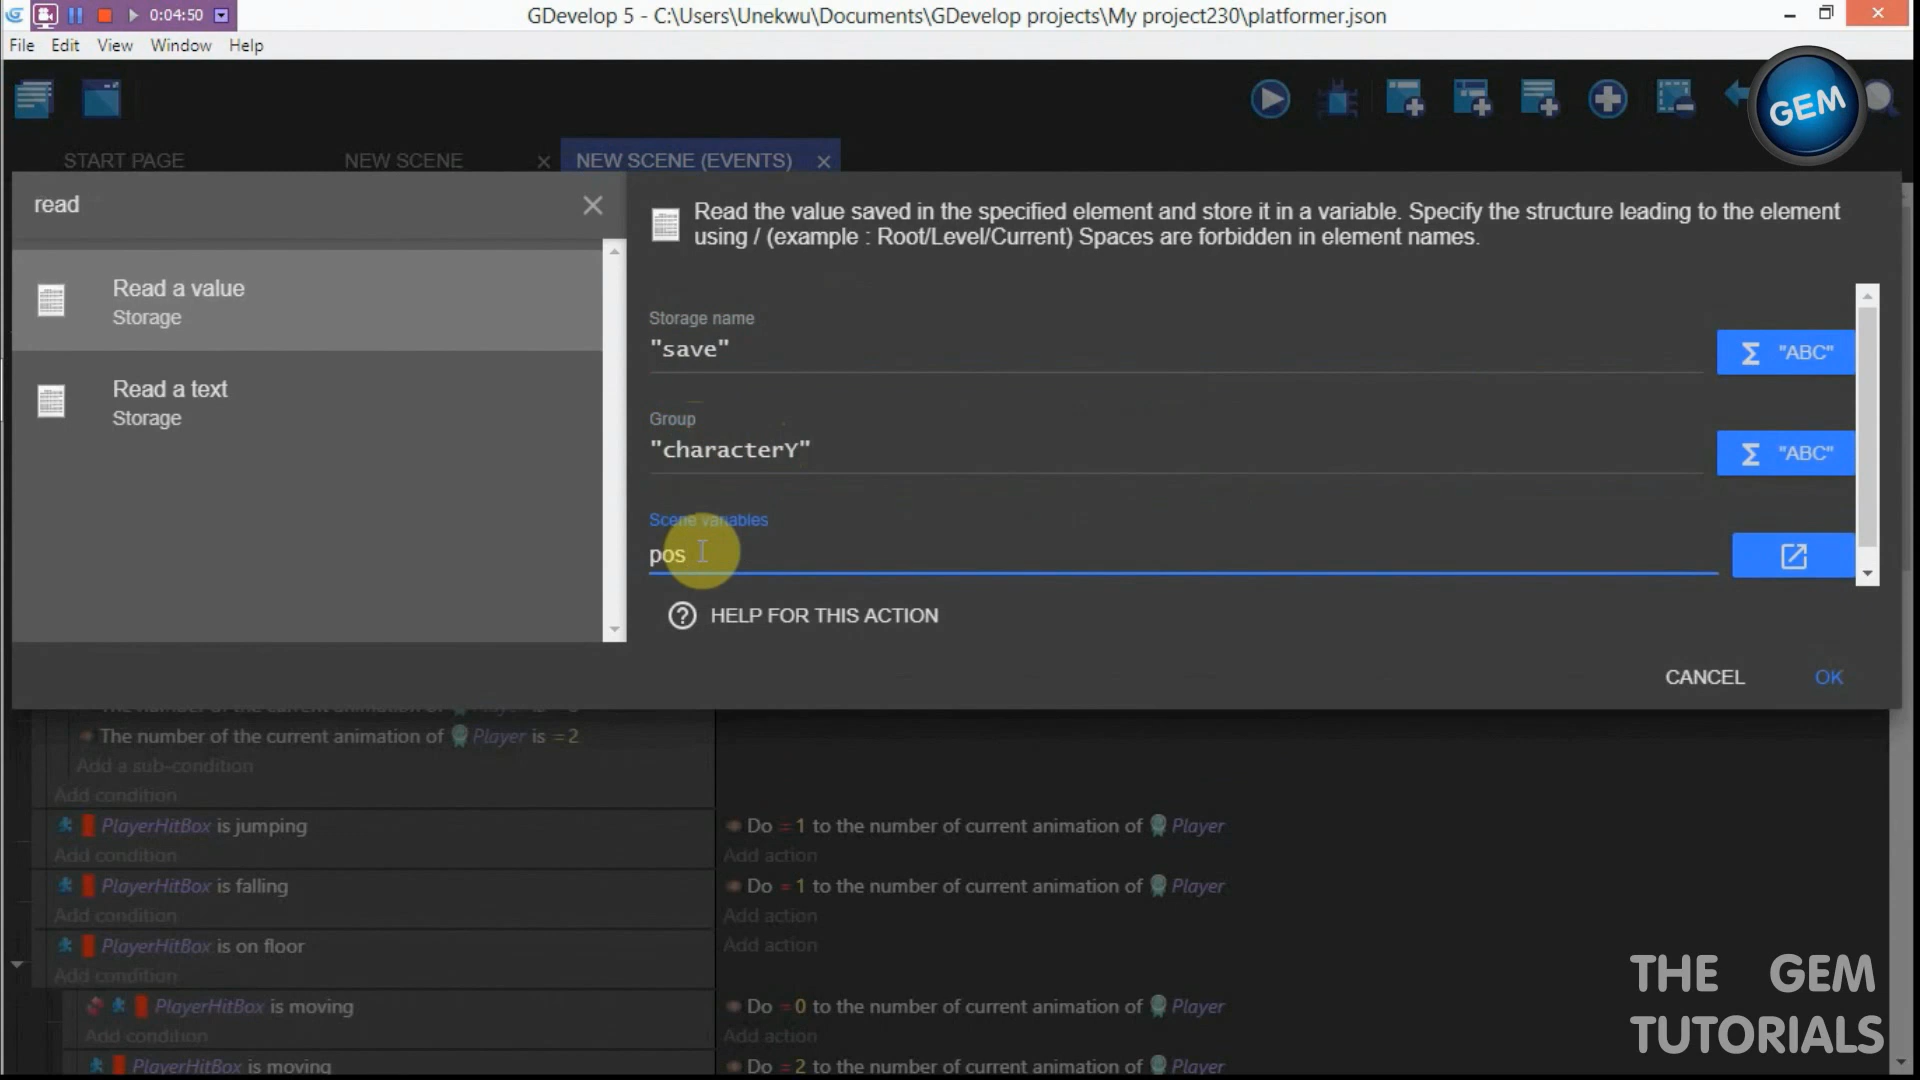 0:04:50
GDevelop 5 - C:\Users\Unekwu\Documents\GDevelop projects\My project230\platformer.json
File Edit View Window Help
GEM
START PAGE
NEW SCENE
NEW SCENE (EVENTS)
read
Read a value
Storage
Read a text
Storage
Read the value saved in the specified element and store it in a variable. Specify the structure leading to the element
using / (example : Root/Level/Current) Spaces are forbidden in element names.
Storage name
"save"
Σ "ABC"
Group
"characterY"
Σ "ABC"
Scene variables
pos
HELP FOR THIS ACTION
CANCEL
OK
The number of the current animation of Player is =2
Add a sub-condition
Add condition
PlayerHitBox is jumping
Do =1 to the number of current animation of Player
Add condition
Add action
PlayerHitBox is falling
Do =1 to the number of current animation of Player
Add condition
Add action
PlayerHitBox is on floor
Add action
Add condition
PlayerHitBox is moving
Do =0 to the number of current animation of Player
Add condition
Add action
PlayerHitBox is moving
Do =2 to the number of current animation of Player
THE GEM
TUTORIALS